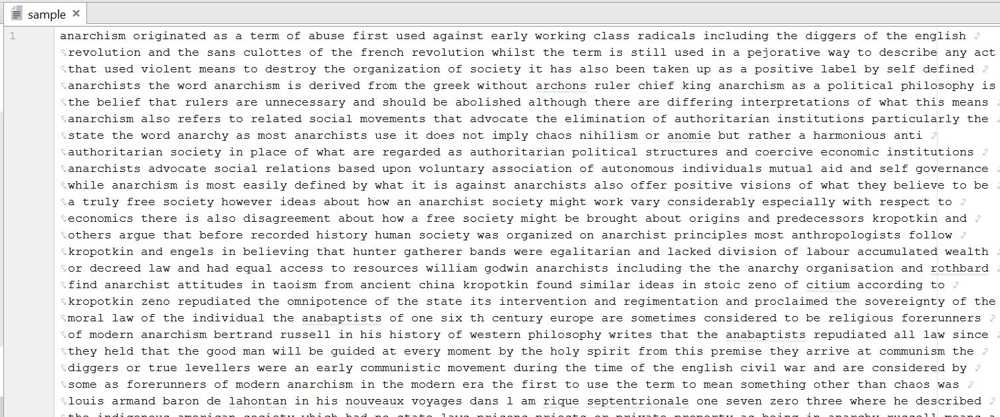 sample
1
anarchism originated as a term of abuse first used against early working class radicals including the diggers of the english
revolution and the sans culottes of the french revolution whilst the term is still used in a pejorative way to describe any act
that used violent means to destroy the organization of society it has also been taken up as a positive label by self defined
anarchists the word anarchism is derived from the greek without archons ruler chief king anarchism as a political philosophy is
the belief that rulers are unnecessary and should be abolished although there are differing interpretations of what this means
anarchism also refers to related social movements that advocate the elimination of authoritarian institutions particularly the
state the word anarchy as most anarchists use it does not imply chaos nihilism or anomie but rather a harmonious anti
authoritarian society in place of what are regarded as authoritarian political structures and coercive economic institutions
anarchists advocate social relations based upon voluntary association of autonomous individuals mutual aid and self governance
while anarchism is most easily defined by what it is against anarchists also offer positive visions of what they believe to be
a truly free society however ideas about how an anarchist society might work vary considerably especially with respect to
economics there is also disagreement about how a free society might be brought about origins and predecessors kropotkin and
others argue that before recorded history human society was organized on anarchist principles most anthropologists follow
kropotkin and engels in believing that hunter gatherer bands were egalitarian and lacked division of labour accumulated wealth
or decreed law and had equal access to resources william godwin anarchists including the the anarchy organisation and rothbard
find anarchist attitudes in taoism from ancient china kropotkin found similar ideas in stoic zeno of citium according to
kropotkin zeno repudiated the omnipotence of the state its intervention and regimentation and proclaimed the sovereignty of the
moral law of the individual the anabaptists of one six th century europe are sometimes considered to be religious forerunners
of modern anarchism bertrand russell in his history of western philosophy writes that the anabaptists repudiated all law since
they held that the good man will be guided at every moment by the holy spirit from this premise they arrive at communism the
diggers or true levellers were an early communistic movement during the time of the english civil war and are considered by
some as forerunners of modern anarchism in the modern era the first to use the term to mean something other than chaos was
louis armand baron de lahontan in his nouveaux voyages dans l am rique septentrionale one seven zero three where he described
the indigenous american society which had no state laws prisons priests or private property as being in anarchy russell means a